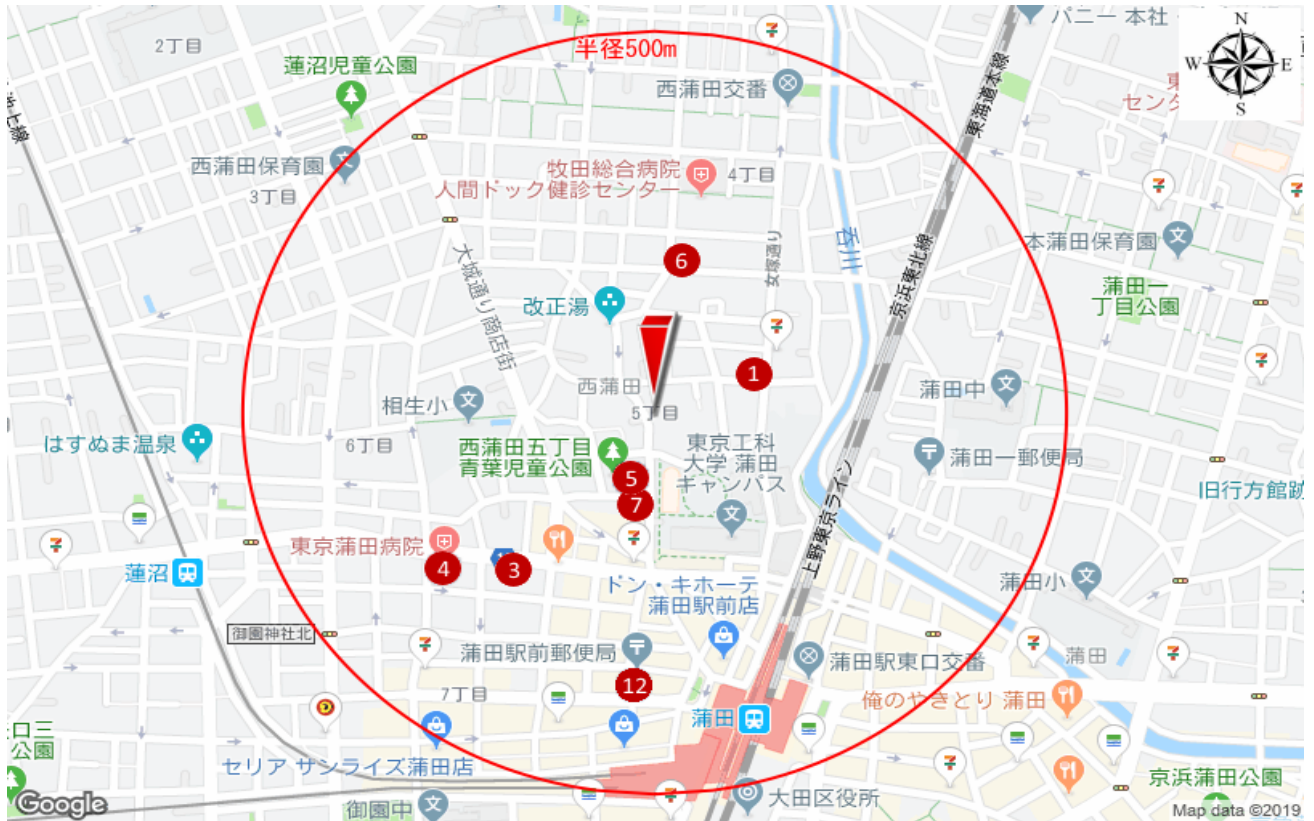 パニー 本社
N
W
E
S
2丁目
半径500m
蓮沼児童公園
西蒲田交番
東海道本線
池上線
西蒲田保育園
3丁目
牧田総合病院
人間ドック健診センター
4丁目
セン
本蒲田保育園
大城通り商店街
6
女塚通り
呑川
京浜東北線
改正湯
蒲田一
丁目公園
1
西蒲田
5丁目
相生小
蒲田中
はすぬま温泉
6丁目
西蒲田五丁目
青葉児童公園
東京工科
大学 蒲田
キャンパス
蒲田一郵便局
5
7
旧行方館跡
上野東京ライン
東京蒲田病院
4
3
蓮沼
ドン・キホーテ
蒲田駅前店
蒲田小
御園神社北
蒲田駅前郵便局
蒲田駅東口交番
蒲田
12
7丁目
俺のやきとり 蒲田
蒲田
口三
公園
セリア サンライズ蒲田店
京浜蒲田公園
御園中
大田区役所
Google
Map data ©2019